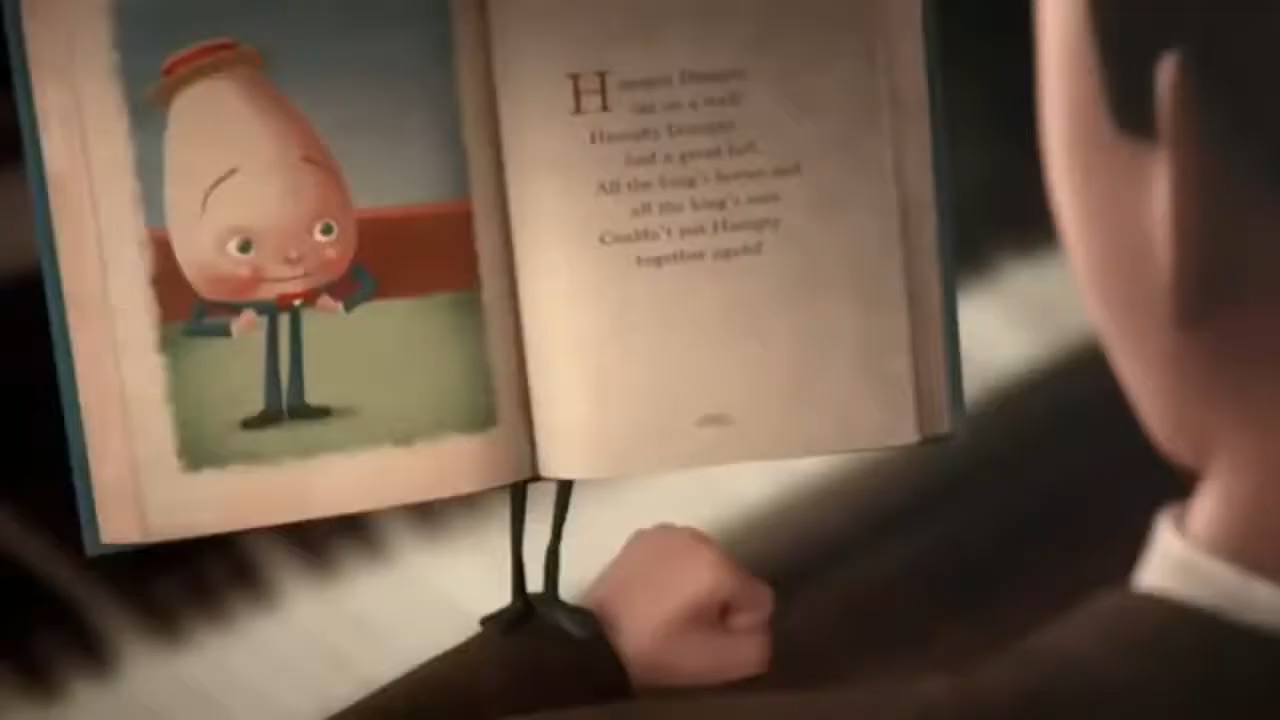 Humpty Dumpty
sat on a wall
Humpty Dumpty
had a great fall.
All the king's horses and
all the king's men
Couldn't put Humpty
together again!